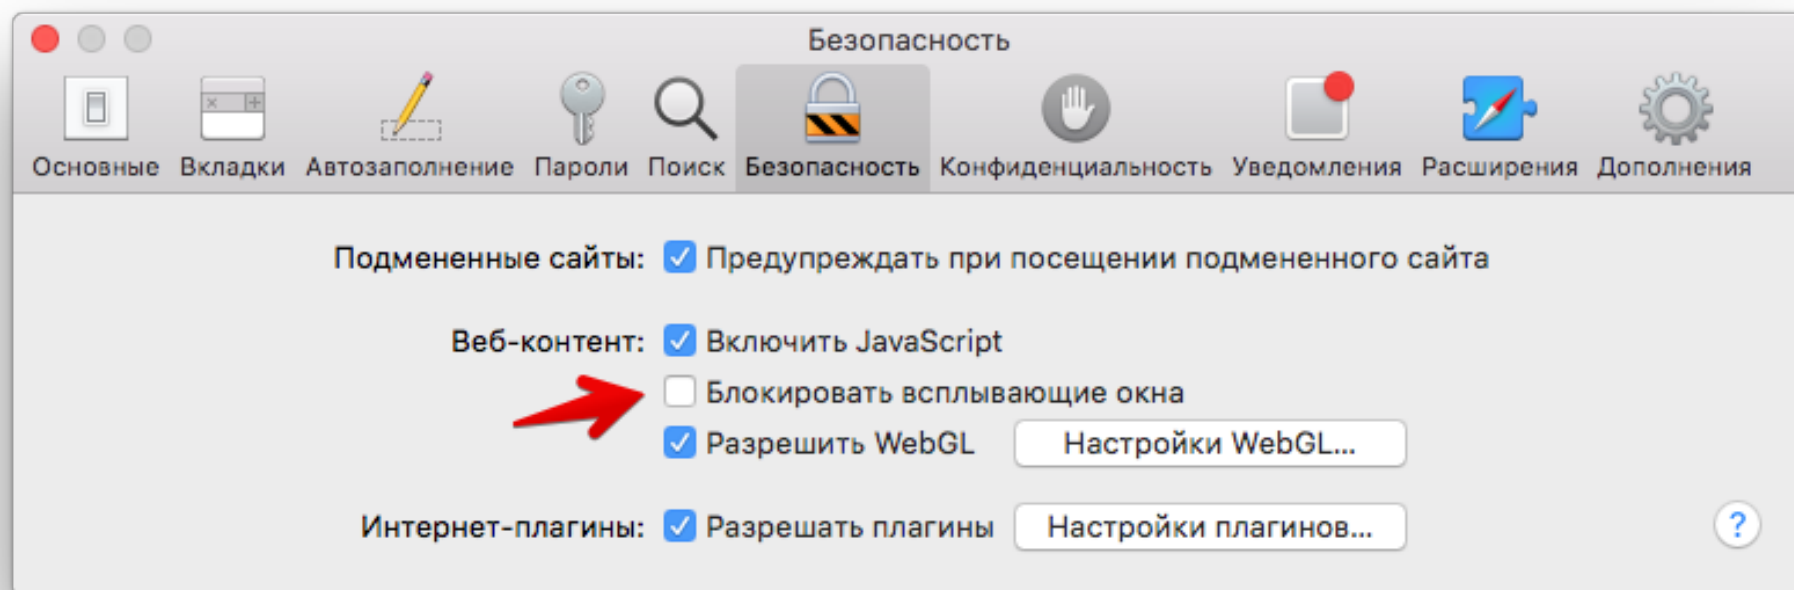 Безопасность
Основные Вкладки Автозаполнение Пароли Поиск Безопасность Конфиденциальность Уведомления Расширения Дополнения
Подмененные сайты: Предупреждать при посещении подмененного сайта
Веб-контент: Включить JavaScript
Блокировать всплывающие окна
Разрешить WebGL Настройки WebGL...
Интернет-плагины: Разрешать плагины Настройки плагинов... ?